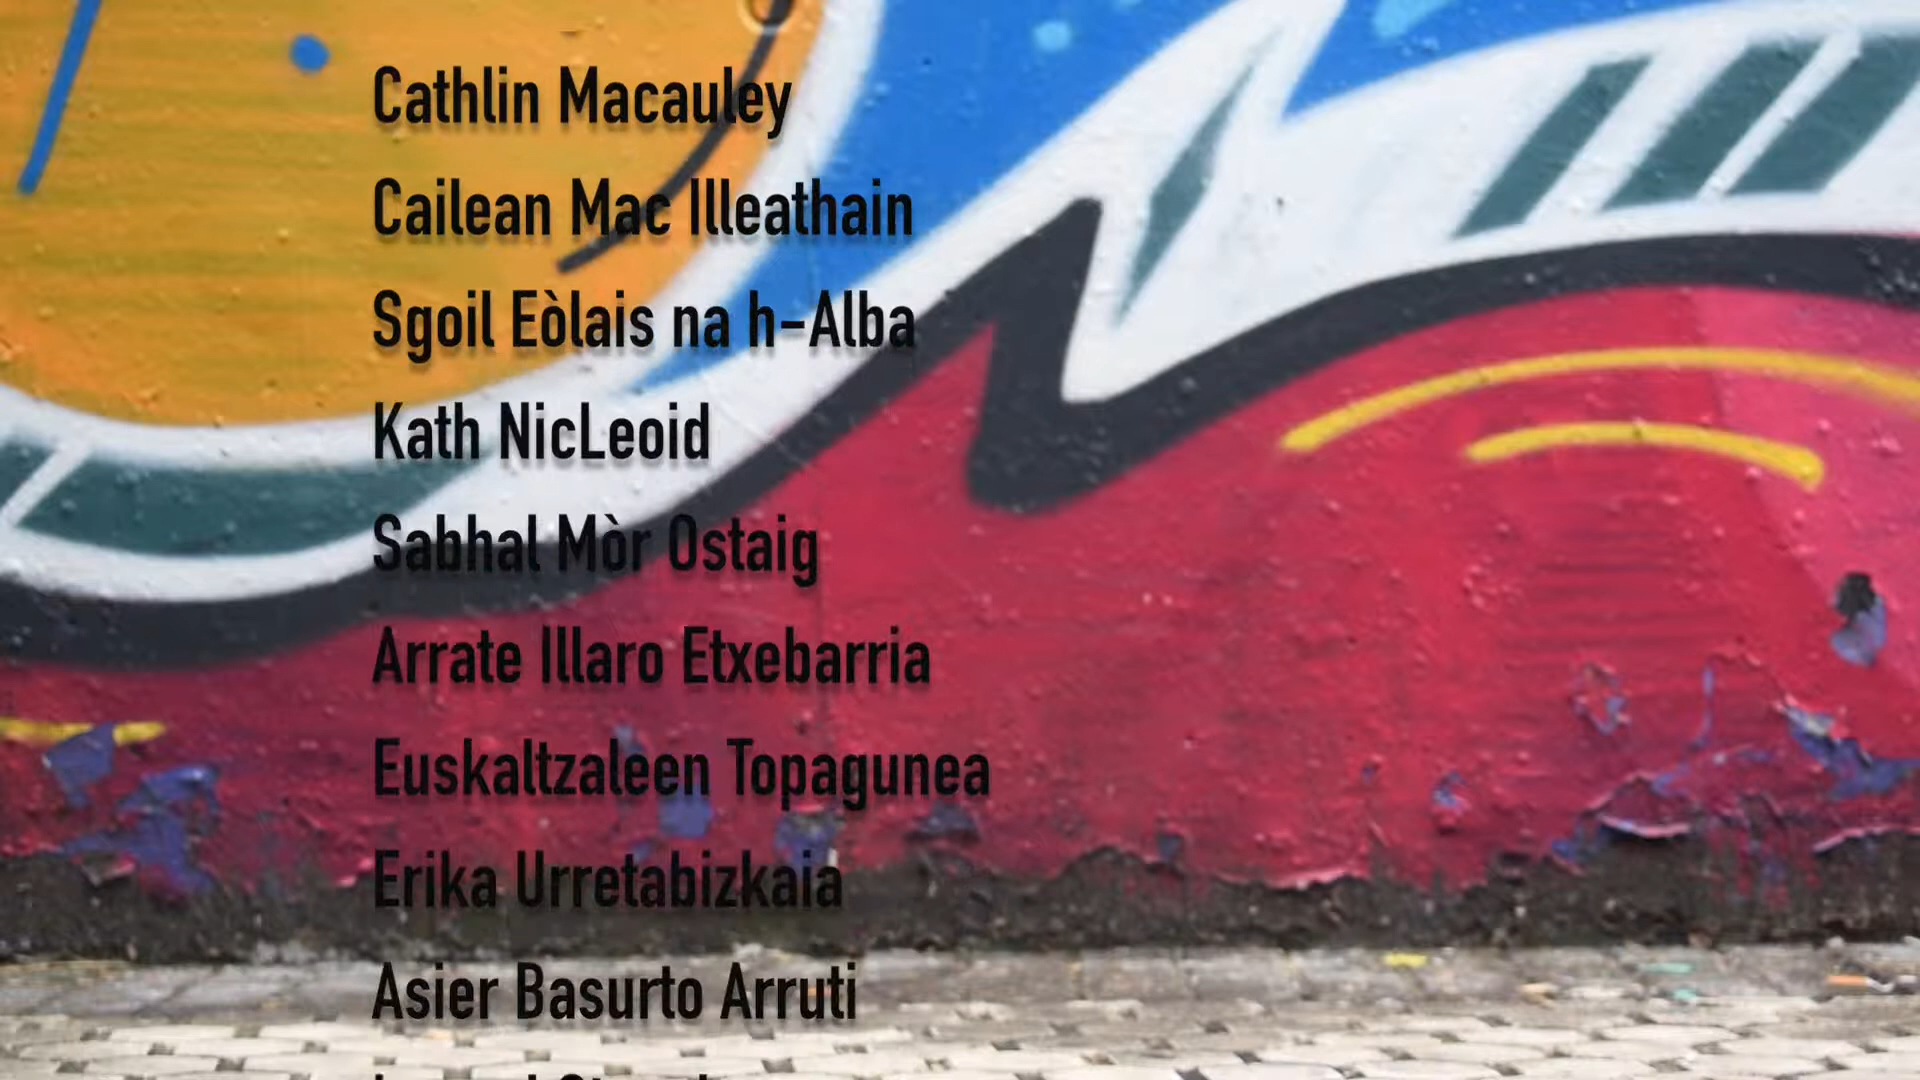 Cathlin Macauley
Cailean Mac Illeathain
Sgoil Eòlais na h-Alba
Kath NicLeoid
Sabhal Mòr Ostaig
Arrate Illaro Etxebarria
Euskaltzaleen Topagunea
Erika Urretabizkaia
Asier Basurto Arruti